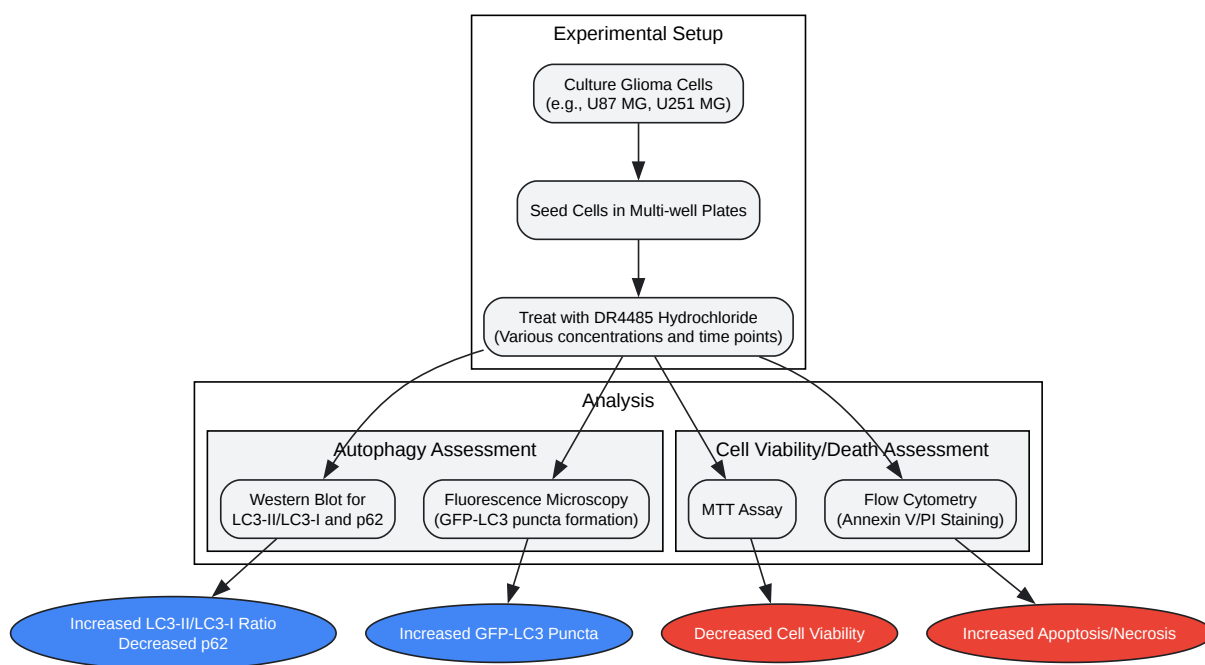 Experimental Setup
Culture Glioma Cells
(e.g., U87 MG, U251 MG)
Seed Cells in Multi-well Plates
Treat with DR4485 Hydrochloride
(Various concentrations and time points)
Analysis
Autophagy Assessment
Cell Viability/Death Assessment
Western Blot for
LC3-II/LC3-I and p62
Fluorescence Microscopy
(GFP-LC3 puncta formation)
MTT Assay
Flow Cytometry
(Annexin V/PI Staining)
Increased LC3-II/LC3-I Ratio
Decreased p62
Increased GFP-LC3 Puncta
Decreased Cell Viability
Increased Apoptosis/Necrosis